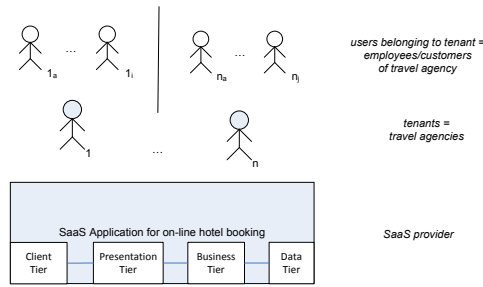 ... ...
1a 1i na nj
users belonging to tenant =
employees/customers
of travel agency
1 ... n
tenants =
travel agencies
SaaS Application for on-line hotel booking
Client
Tier
Presentation
Tier
Business
Tier
Data
Tier
SaaS provider